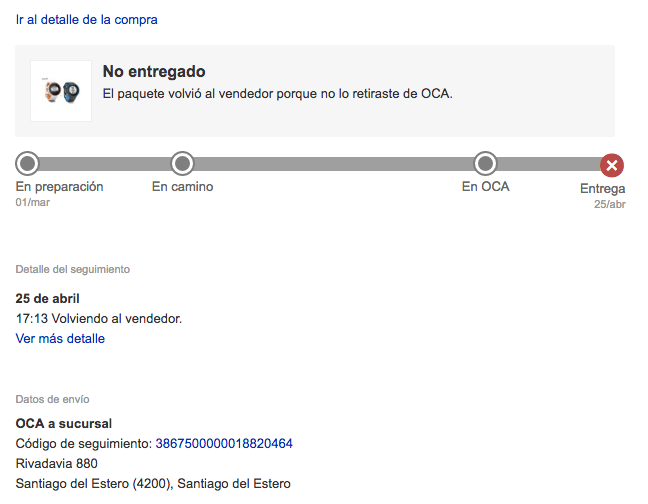 Ir al detalle de la compra
No entregado
El paquete volvió al vendedor porque no lo retiraste de OCA.
En preparación
01/mar
En camino
En OCA
Entrega
25/abr
Detalle del seguimiento
25 de abril
17:13 Volviendo al vendedor.
Ver más detalle
Datos de envío
OCA a sucursal
Código de seguimiento: 3867500000018820464
Rivadavia 880
Santiago del Estero (4200), Santiago del Estero